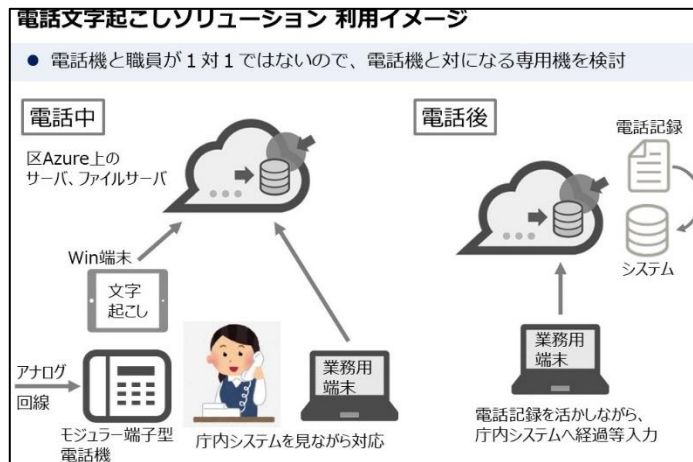 電話文字起こしソリューション 利用イメージ
● 電話機と職員が１対１ではないので、電話機と対になる専用機を検討
電話中
区Azure上の
サーバ、ファイルサーバ
Win端末
文字
起こし
アナログ
回線
モジュラー端子型
電話機
業務用
端末
庁内システムを見ながら対応
電話後
電話記録
システム
業務用
端末
電話記録を活かしながら、
庁内システムへ経過等入力